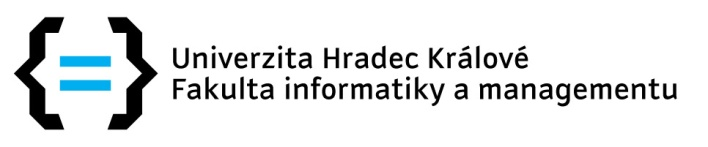 Univerzita Hradec Králové
Fakulta informatiky a managementu